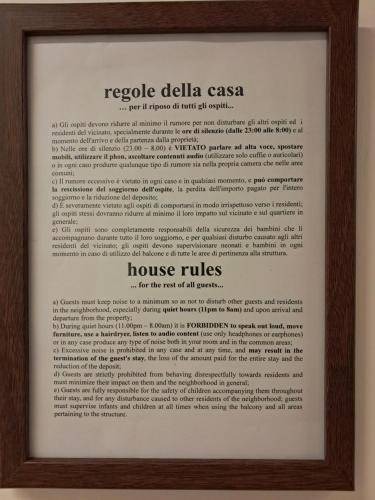 regole della casa
... per il riposo di tutti gli ospiti...
a) Gli ospiti devono ridurre al minimo il rumore per non disturbare gli altri ospiti ed i
residenti del vicinato, specialmente durante le ore di silenzio (dalle 23:00 alle 8:00) e al
momento dell'arrivo e della partenza dalla proprietà;
b) Nelle ore di silenzio (23.00 – 8.00) è VIETATO parlare ad alta voce, spostare
mobili, utilizzare il phon, ascoltare contenuti audio (utilizzare solo cuffie o auricolari)
o in ogni caso produrre qualunque tipo di rumore sia nella propria camera che nelle aree
comuni;
c) Il rumore eccessivo è vietato in ogni caso e in qualsiasi momento, e può comportare
la rescissione del soggiorno dell'ospite, la perdita dell'importo pagato per l'intero
soggiorno e la riduzione del deposito;
d) È severamente vietato agli ospiti di comportarsi in modo irrispettoso verso i residenti;
gli ospiti stessi dovranno ridurre al minimo il loro impatto sul vicinato e sul quartiere in
generale;
e) Gli ospiti sono completamente responsabili della sicurezza dei bambini che li
accompagnano durante tutto il loro soggiorno, e per qualsiasi disturbo causato agli altri
residenti del vicinato; gli ospiti devono supervisionare neonati e bambini in ogni
momento in caso di utilizzo del balcone e di tutte le aree di pertinenza alla struttura.
house rules
... for the rest of all guests...
a) Guests must keep noise to a minimum so as not to disturb other guests and residents
in the neighborhood, especially during quiet hours (11pm to 8am) and upon arrival and
departure from the property;
b) During quiet hours (11.00pm – 8.00am) it is FORBIDDEN to speak out loud, move
furniture, use a hairdryer, listen to audio content (use only headphones or earphones)
or in any case produce any type of noise both in your room and in the common areas;
c) Excessive noise is prohibited in any case and at any time, and may result in the
termination of the guest's stay, the loss of the amount paid for the entire stay and the
reduction of the deposit;
d) Guests are strictly prohibited from behaving disrespectfully towards residents and
must minimize their impact on them and the neighborhood in general;
e) Guests are fully responsible for the safety of children accompanying them throughout
their stay, and for any disturbance caused to other residents of the neighborhood; guests
must supervise infants and children at all times when using the balcony and all areas
pertaining to the structure.